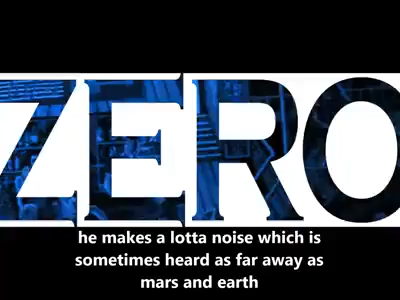 ZERO
he makes a lotta noise which is
sometimes heard as far away as
mars and earth